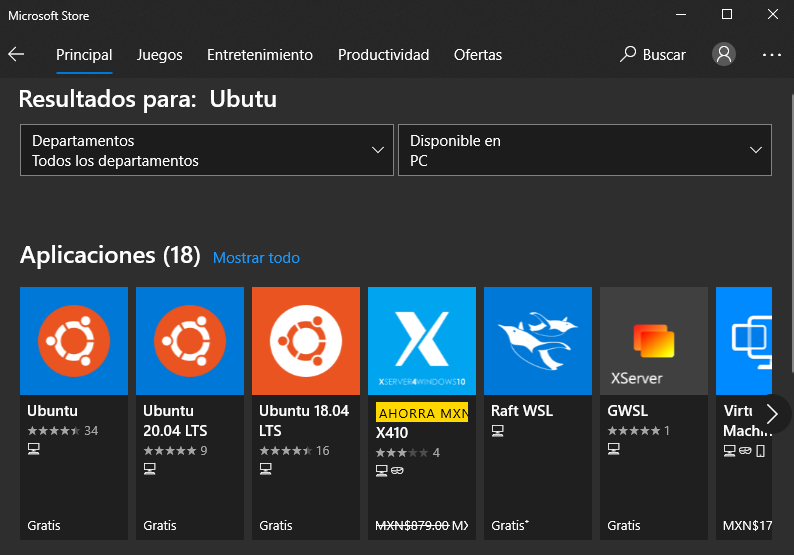 Microsoft Store
Principal Juegos Entretenimiento Productividad Ofertas Buscar
Resultados para: Ubutu
Departamentos
Todos los departamentos
Disponible en
PC
Aplicaciones (18) Mostrar todo
XSERVER4WINDOWS10
XServer
Ubuntu
34
Gratis
Ubuntu
20.04 LTS
9
Gratis
Ubuntu 18.04
LTS
16
Gratis
AHORRA MXN
X410
4
MXN$879.00 MX
Raft WSL
Gratis*
GWSL
1
Gratis
Virtu
Machin
MXN$17